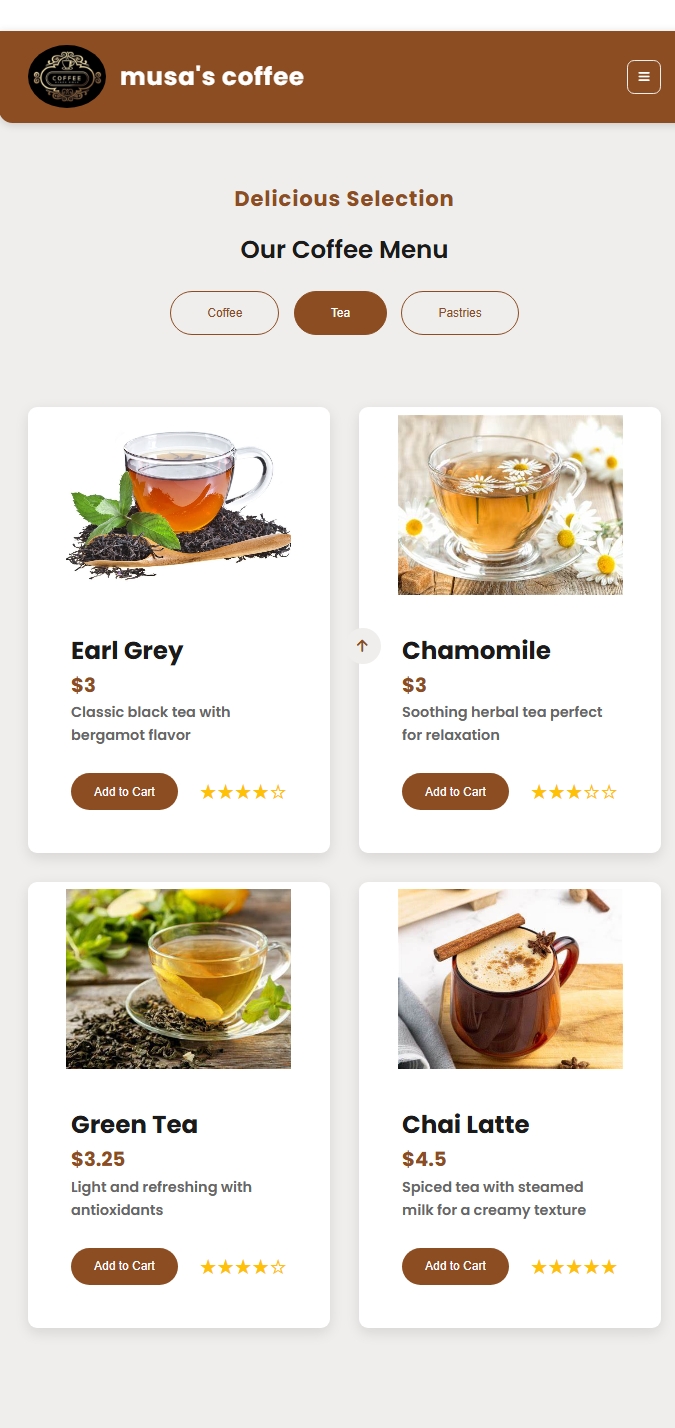 COFFEE
musa's coffee
Delicious Selection
Our Coffee Menu
Coffee
Tea
Pastries
Earl Grey
$3
Classic black tea with
bergamot flavor
Add to Cart
★★★★☆
Chamomile
$3
Soothing herbal tea perfect
for relaxation
Add to Cart
★★★☆☆
Green Tea
$3.25
Light and refreshing with
antioxidants
Add to Cart
★★★★☆
Chai Latte
$4.5
Spiced tea with steamed
milk for a creamy texture
Add to Cart
★★★★★